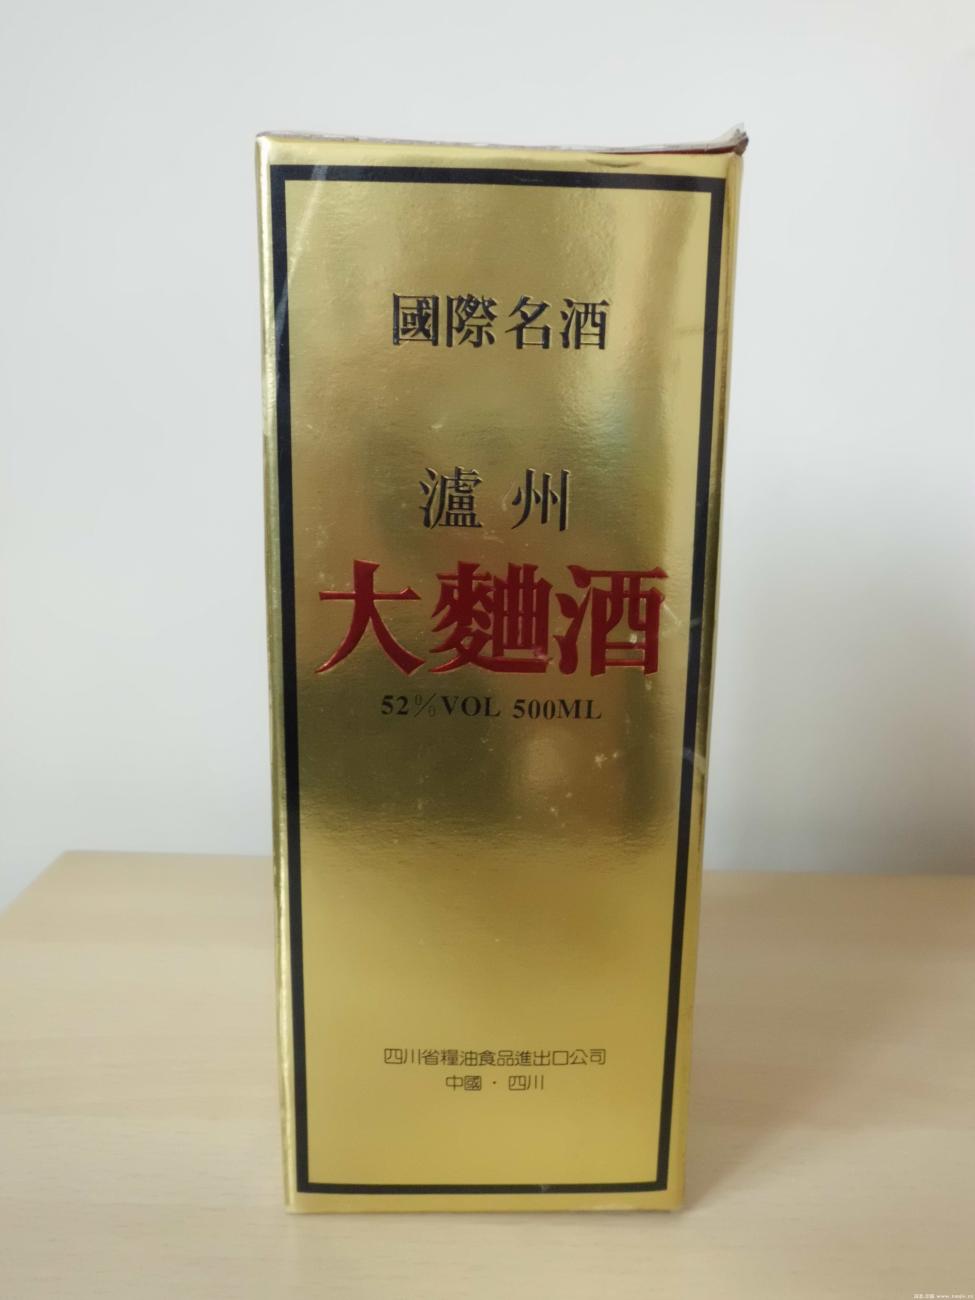 國際名酒
瀘州
大麯酒
52%VOL 500ML
四川省糧油食品進出口公司
中國·四川